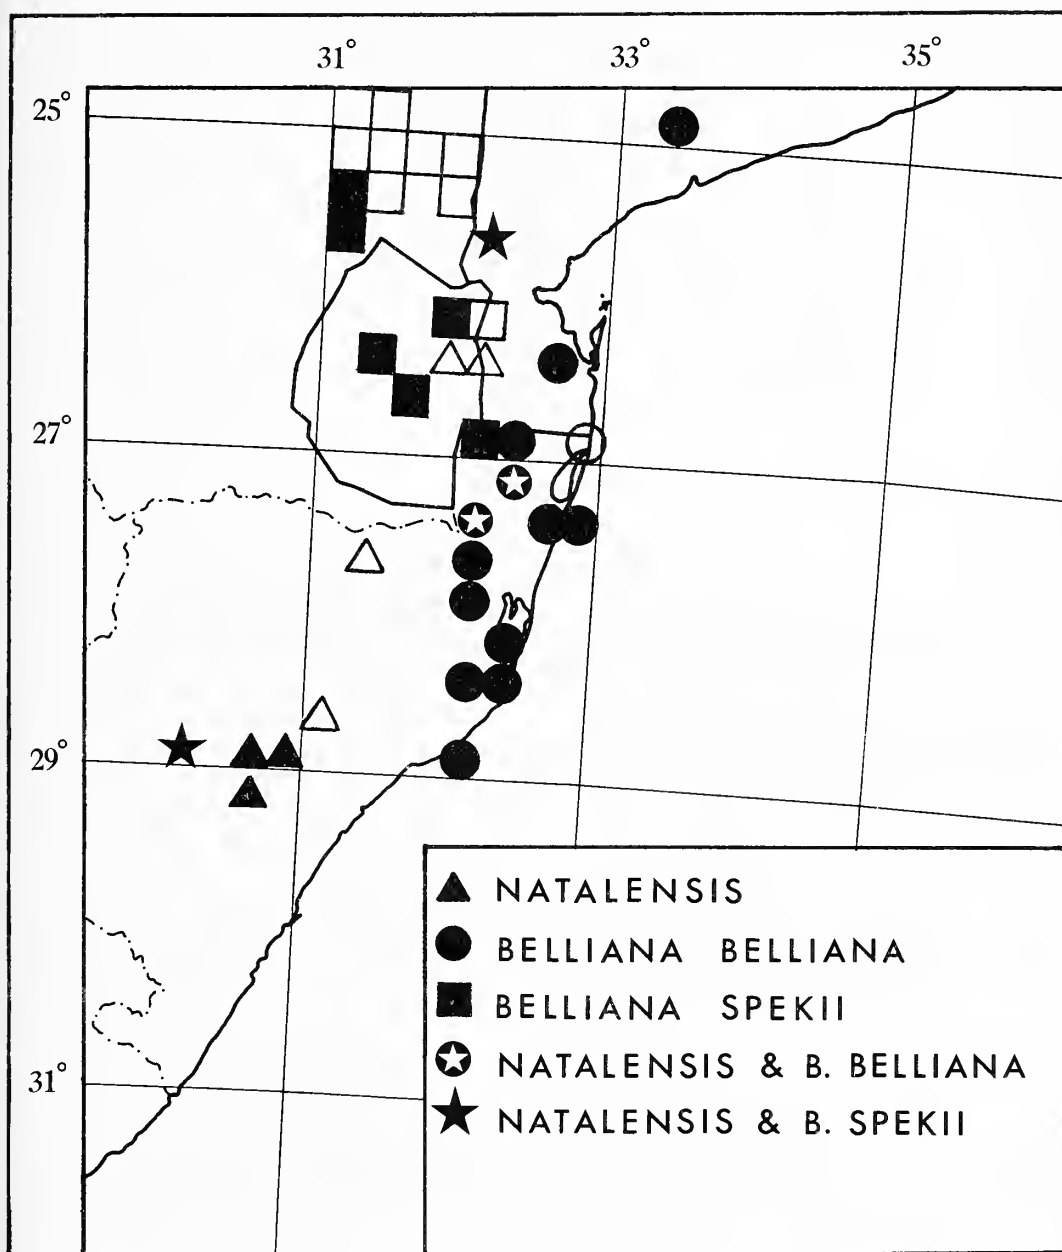 31° 33° 35°
25°
27°
29°
31°
NATALENSIS
BELLIANA BELLIANA
BELLIANA SPEKII
NATALENSIS & B. BELLIANA
NATALENSIS & B. SPEKII